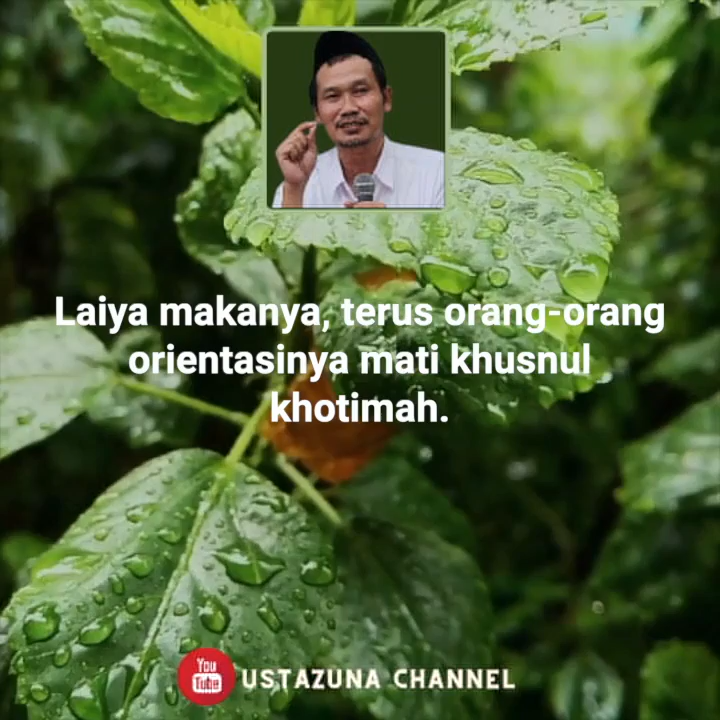 Laiya makanya, terus orang-orang
orientasinya mati khusnul
khotimah.
You
Tube
USTAZUNA CHANNEL